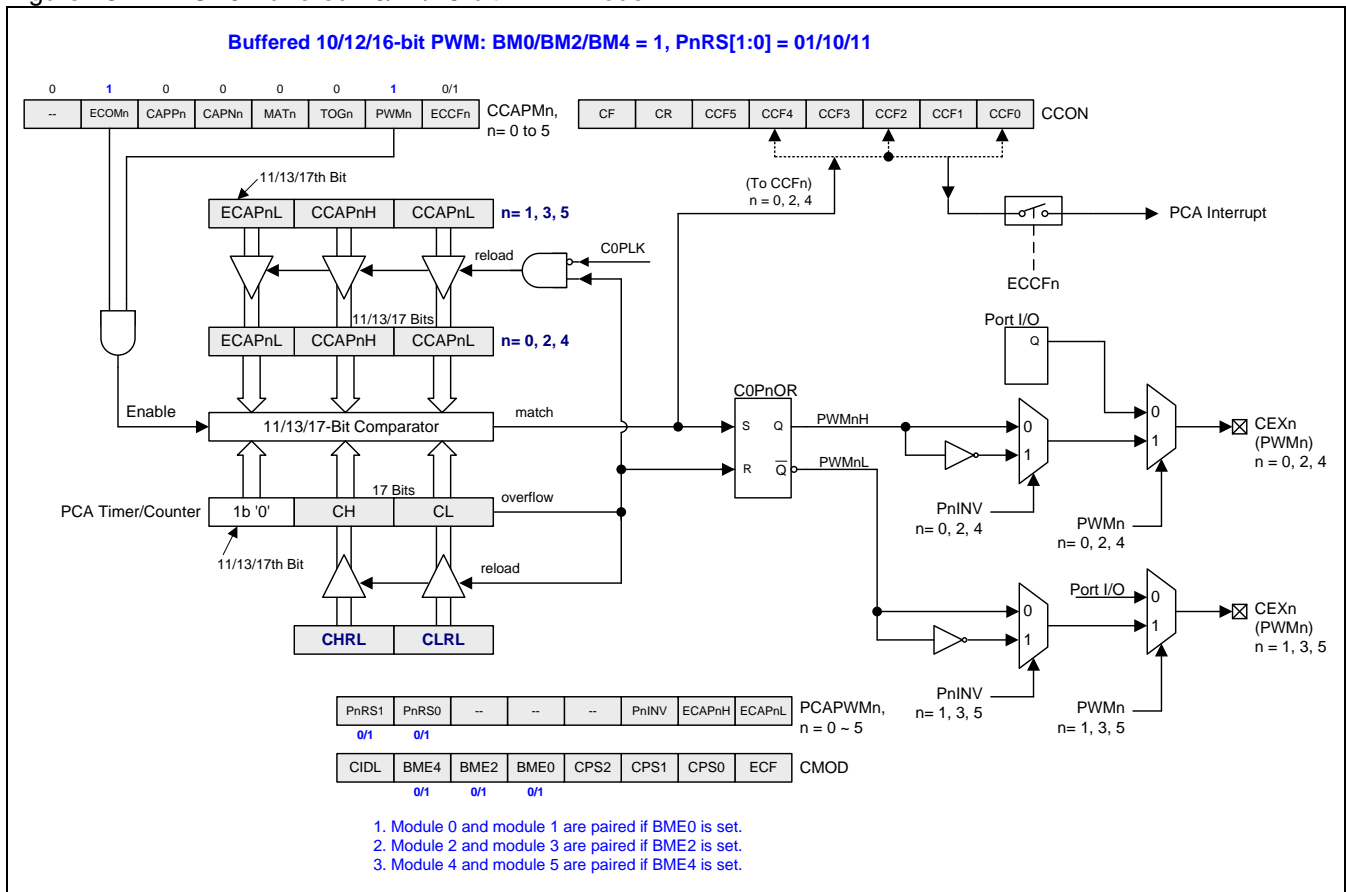 Buffered 10/12/16-bit PWM: BM0/BM2/BM4 = 1, PnRS[1:0] = 01/10/11
0 1 0 0 0 0 1 0/1
-- ECOMn CAPPn CAPNn MATn TOGn PWMn ECCFn
CCAPMn,
n= 0 to 5
CF CR CCF5 CCF4 CCF3 CCF2 CCF1 CCF0 CCON
11/13/17th Bit
(To CCFn)
n = 0, 2, 4
ECAPnL CCAPnH CCAPnL n= 1, 3, 5
PCA Interrupt
reload
C0PLK
ECCFn
11/13/17 Bits
ECAPnL CCAPnH CCAPnL n= 0, 2, 4
Port I/O
Q
C0PnOR
Enable
11/13/17-Bit Comparator
match
S Q
PWMnH
R Q
PWMnL
0
1
0
1
CEXn
(PWMn)
n = 0, 2, 4
17 Bits
PCA Timer/Counter
1b '0' CH CL
overflow
PnINV
n= 0, 2, 4
PWMn
n= 0, 2, 4
11/13/17th Bit
reload
Port I/O
0
1
0
1
CEXn
(PWMn)
n = 1, 3, 5
CHRL CLRL
PnINV
n= 1, 3, 5
PWMn
n= 1, 3, 5
PnRS1 PnRS0 -- -- -- PnINV ECAPnH ECAPnL
PCAPWMn,
n = 0 ~ 5
0/1 0/1
CIDL BME4 BME2 BME0 CPS2 CPS1 CPS0 ECF CMOD
0/1 0/1 0/1
1. Module 0 and module 1 are paired if BME0 is set.
2. Module 2 and module 3 are paired if BME2 is set.
3. Module 4 and module 5 are paired if BME4 is set.